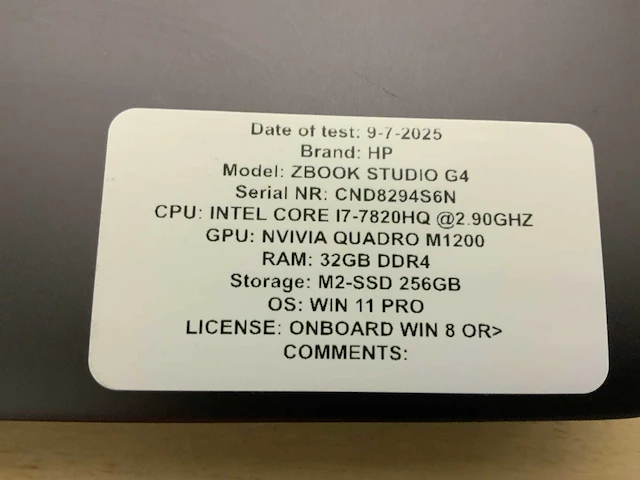 Date of test: 9-7-2025
Brand: HP
Model: ZBOOK STUDIO G4
Serial NR: CND8294S6N
CPU: INTEL CORE I7-7820HQ @2.90GHZ
GPU: NVIVIA QUADRO M1200
RAM: 32GB DDR4
Storage: M2-SSD 256GB
OS: WIN 11 PRO
LICENSE: ONBOARD WIN 8 OR>
COMMENTS: